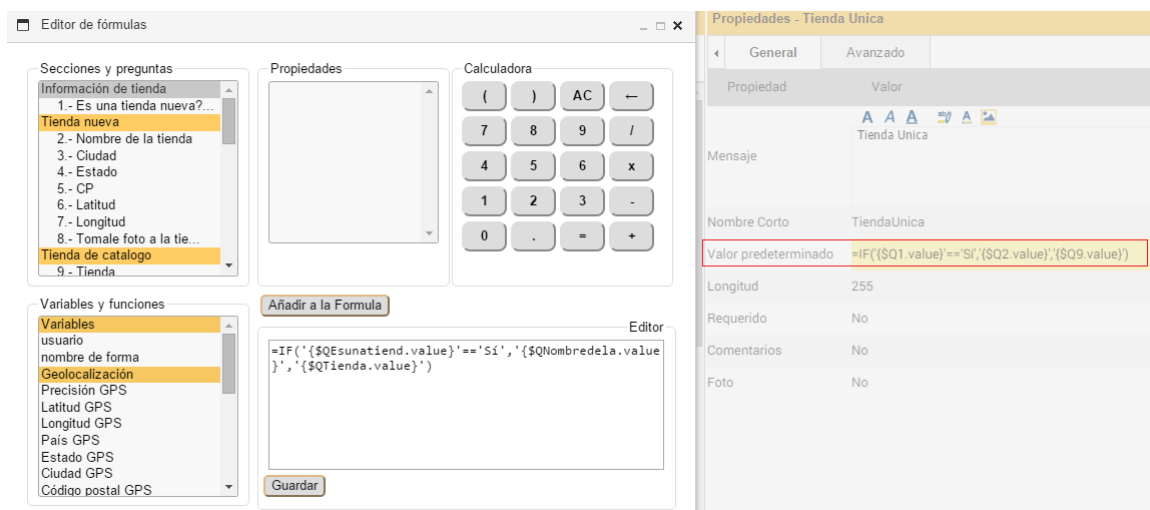 Editor de fórmulas
Secciones y preguntas
Información de tienda
1.- Es una tienda nueva?...
Tienda nueva
2.- Nombre de la tienda
3.- Ciudad
4.- Estado
5.- CP
6.- Latitud
7.- Longitud
8.- Tomale foto a la tie...
Tienda de catalogo
9.- Tienda
Propiedades
Calculadora
( ) AC ←
7 8 9 /
4 5 6 x
1 2 3 -
0 . = +
Variables y funciones
Variables
usuario
nombre de forma
Geolocalización
Precisión GPS
Latitud GPS
Longitud GPS
País GPS
Estado GPS
Ciudad GPS
Código postal GPS
Añadir a la Formula
Editor
=IF('{$QEsunatiend.value}'=='Sí','{$QNombredela.value
}','{$QTienda.value}')
Guardar
Propiedades - Tienda Unica
General Avanzado
Propiedad Valor
A A A A
Mensaje Tienda Unica
Nombre Corto TiendaUnica
Valor predeterminado =IF('{$Q1.value}'=='Sí','{$Q2.value}','{$Q9.value}')
Longitud 255
Requerido No
Comentarios No
Foto No